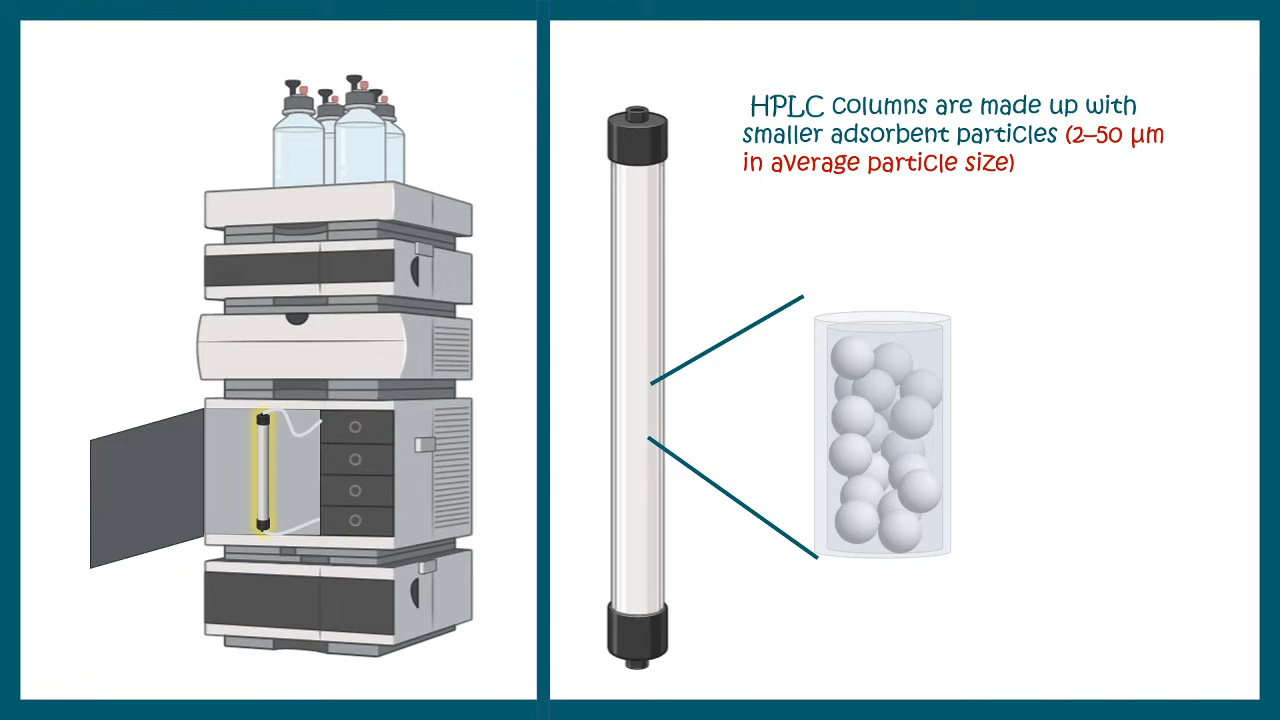 HPLC columns are made up with
smaller adsorbent particles (2–50 µm
in average particle size)